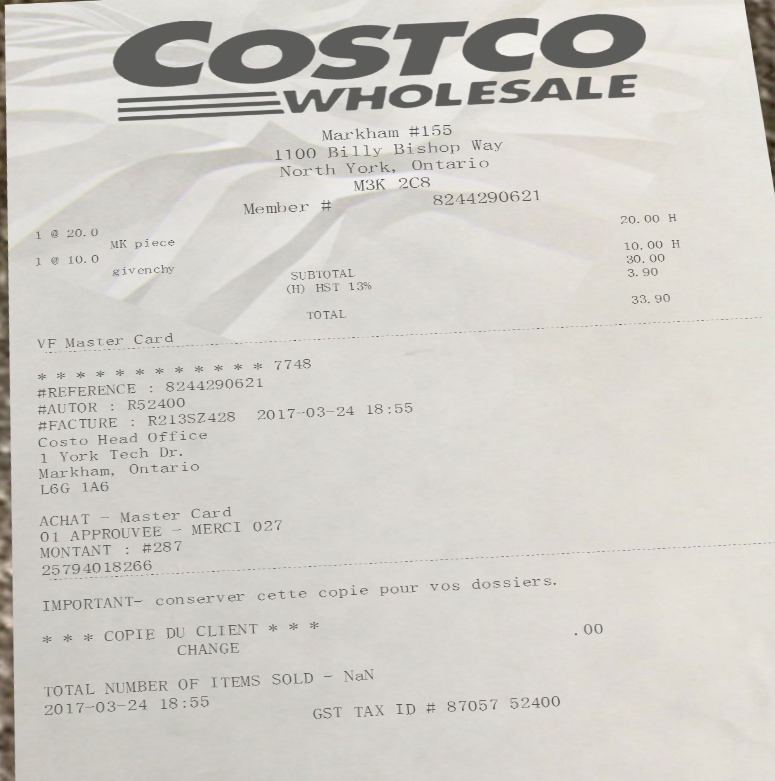 COSTCO
WHOLESALE
Markham #155
1100 Billy Bishop Way
North York, Ontario
M3K 2C8
Member # 8244290621
1 @ 20.0 20.00 H
MK piece
1 @ 10.0 10.00 H
givenchy
SUBTOTAL 30.00
(H) HST 13% 3.90
TOTAL 33.90
VF Master Card
* * * * * * * * * * * * 7748
#REFERENCE : 8244290621
#AUTOR : R52400
#FACTURE : R213SZ428 2017-03-24 18:55
Costo Head Office
1 York Tech Dr.
Markham, Ontario
L6G 1A6
ACHAT - Master Card
01 APPROUVEE - MERCI 027
MONTANT : #287
25794018266
IMPORTANT- conserver cette copie pour vos dossiers.
* * * COPIE DU CLIENT * * *
CHANGE .00
TOTAL NUMBER OF ITEMS SOLD - NaN
2017-03-24 18:55
GST TAX ID # 87057 52400